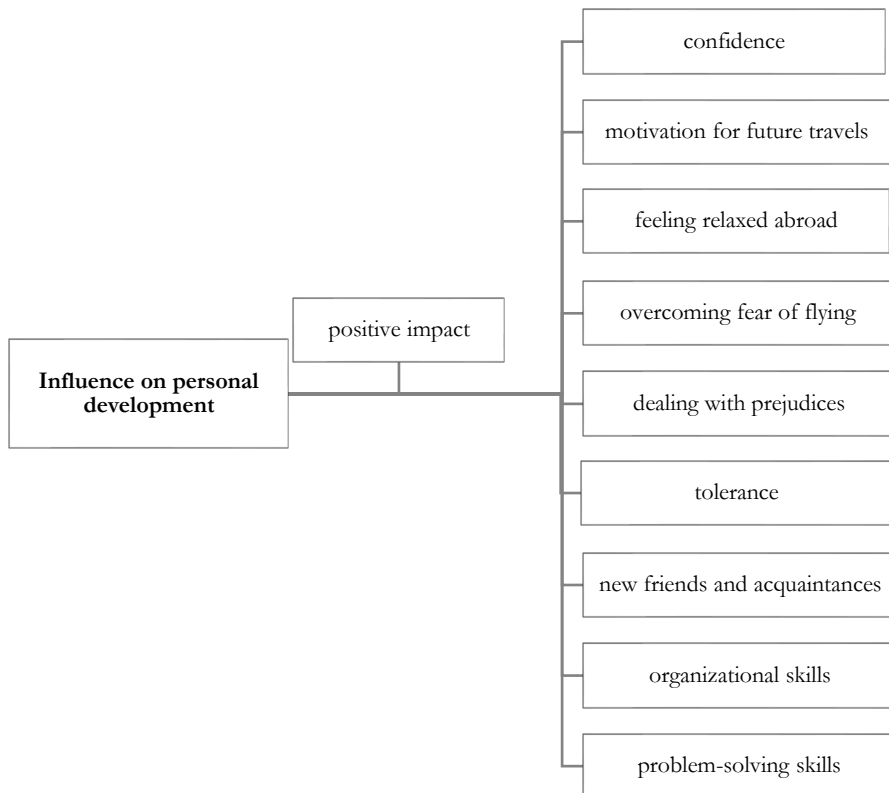 Influence on personal
development
positive impact
confidence
motivation for future travels
feeling relaxed abroad
overcoming fear of flying
dealing with prejudices
tolerance
new friends and acquaintances
organizational skills
problem-solving skills